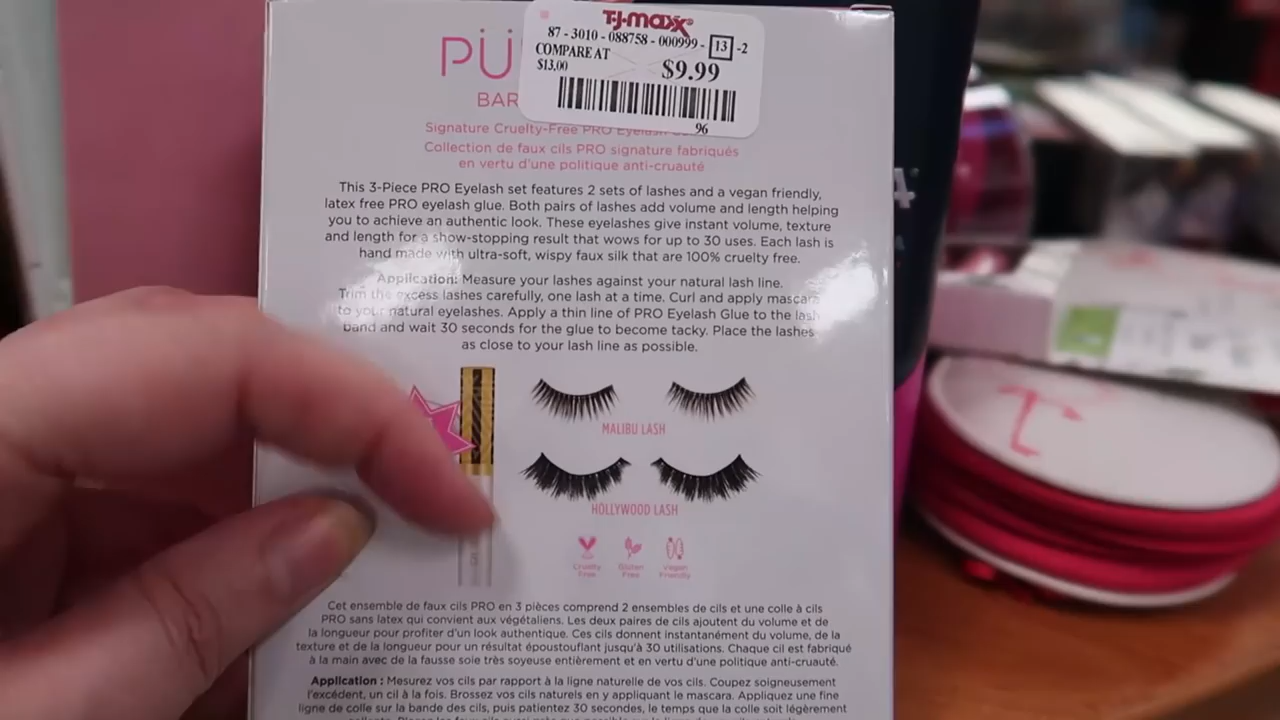 T.J.maxx
87 - 3010 - 088758 - 000999 - 13 -2
COMPARE AT
$13.00
$9.99
96
PÜ
BAR
Signature Cruelty-Free PRO Eyelash
Collection de faux cils PRO signature fabriqués
en vertu d'une politique anti-cruauté
This 3-Piece PRO Eyelash set features 2 sets of lashes and a vegan friendly,
latex free PRO eyelash glue. Both pairs of lashes add volume and length helping
you to achieve an authentic look. These eyelashes give instant volume, texture
and length for a show-stopping result that wows for up to 30 uses. Each lash is
hand made with ultra-soft, wispy faux silk that are 100% cruelty free.
Application: Measure your lashes against your natural lash line.
Trim the excess lashes carefully, one lash at a time. Curl and apply mascara
to your natural eyelashes. Apply a thin line of PRO Eyelash Glue to the lash
band and wait 30 seconds for the glue to become tacky. Place the lashes
as close to your lash line as possible.
MALIBU LASH
HOLLYWOOD LASH
Cruelty Free
Gluten Free
Vegan Friendly
Cet ensemble de faux cils PRO en 3 pièces comprend 2 ensembles de cils et une colle à cils
PRO sans latex qui convient aux végétaliens. Les deux paires de cils ajoutent du volume et de
la longueur pour profiter d'un look authentique. Ces cils donnent instantanément du volume, de la
texture et de la longueur pour un résultat époustouflant jusqu'à 30 utilisations. Chaque cil est fabriqué
à la main avec de la fausse soie très soyeuse entièrement et en vertu d'une politique anti-cruauté.
Application : Mesurez vos cils par rapport à la ligne naturelle de vos cils. Coupez soigneusement
l'excédent, un cil à la fois. Brossez vos cils naturels en y appliquant le mascara. Appliquez une fine
ligne de colle sur la bande des cils, puis patientez 30 secondes, le temps que la colle soit légèrement